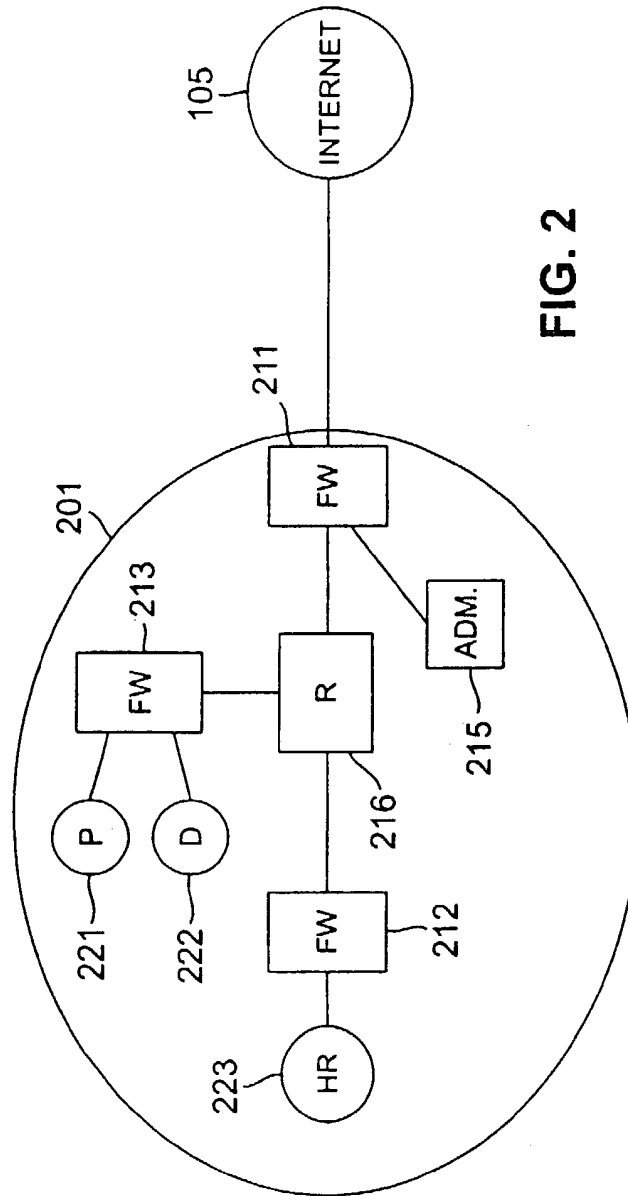 201
213
FW
P
221
D
222
R
216
FW
212
HR
223
FW
211
ADM.
215
INTERNET
105
FIG. 2